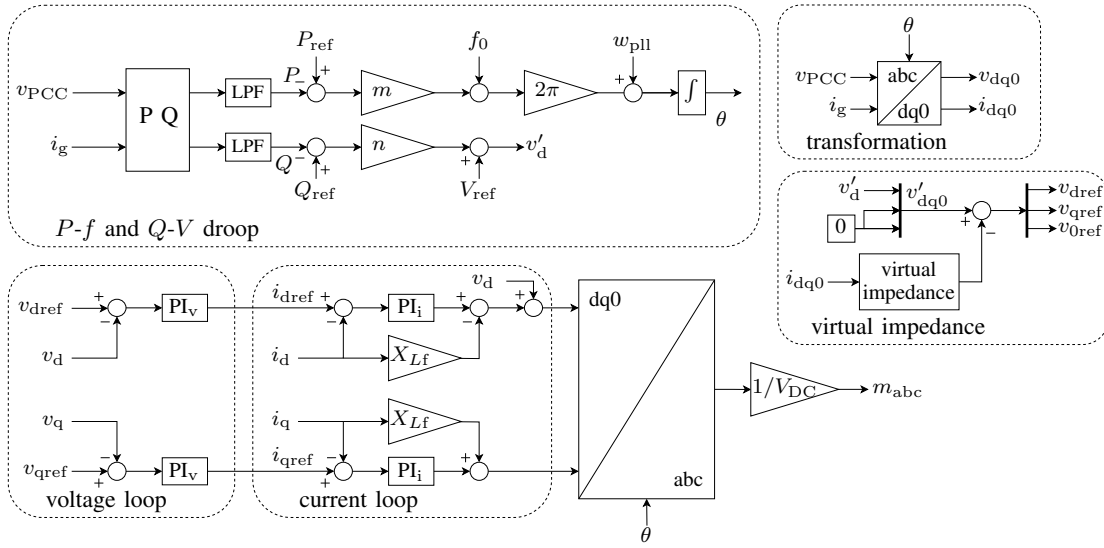 P_ref
f_0
w_pll
v_PCC
P − +
+
P Q
LPF
m
2π
∫
θ
i_g
LPF
n
v'_d
Q − +
+
Q_ref
V_ref
P-f and Q-V droop
θ
v_PCC
abc
v_dq0
i_g
dq0
i_dq0
transformation
v'_d
v'_dq0
v_dref
0
+
−
v_qref
v_0ref
i_dq0
virtual
impedance
virtual impedance
v_dref
+
−
PI_v
i_dref
+
−
PI_i
+
−
v_d
+
+
dq0
v_d
i_d
X_Lf
1/V_DC
m_abc
v_q
i_q
X_Lf
v_qref
−
+
PI_v
i_qref
−
+
PI_i
+
+
abc
voltage loop
current loop
θ